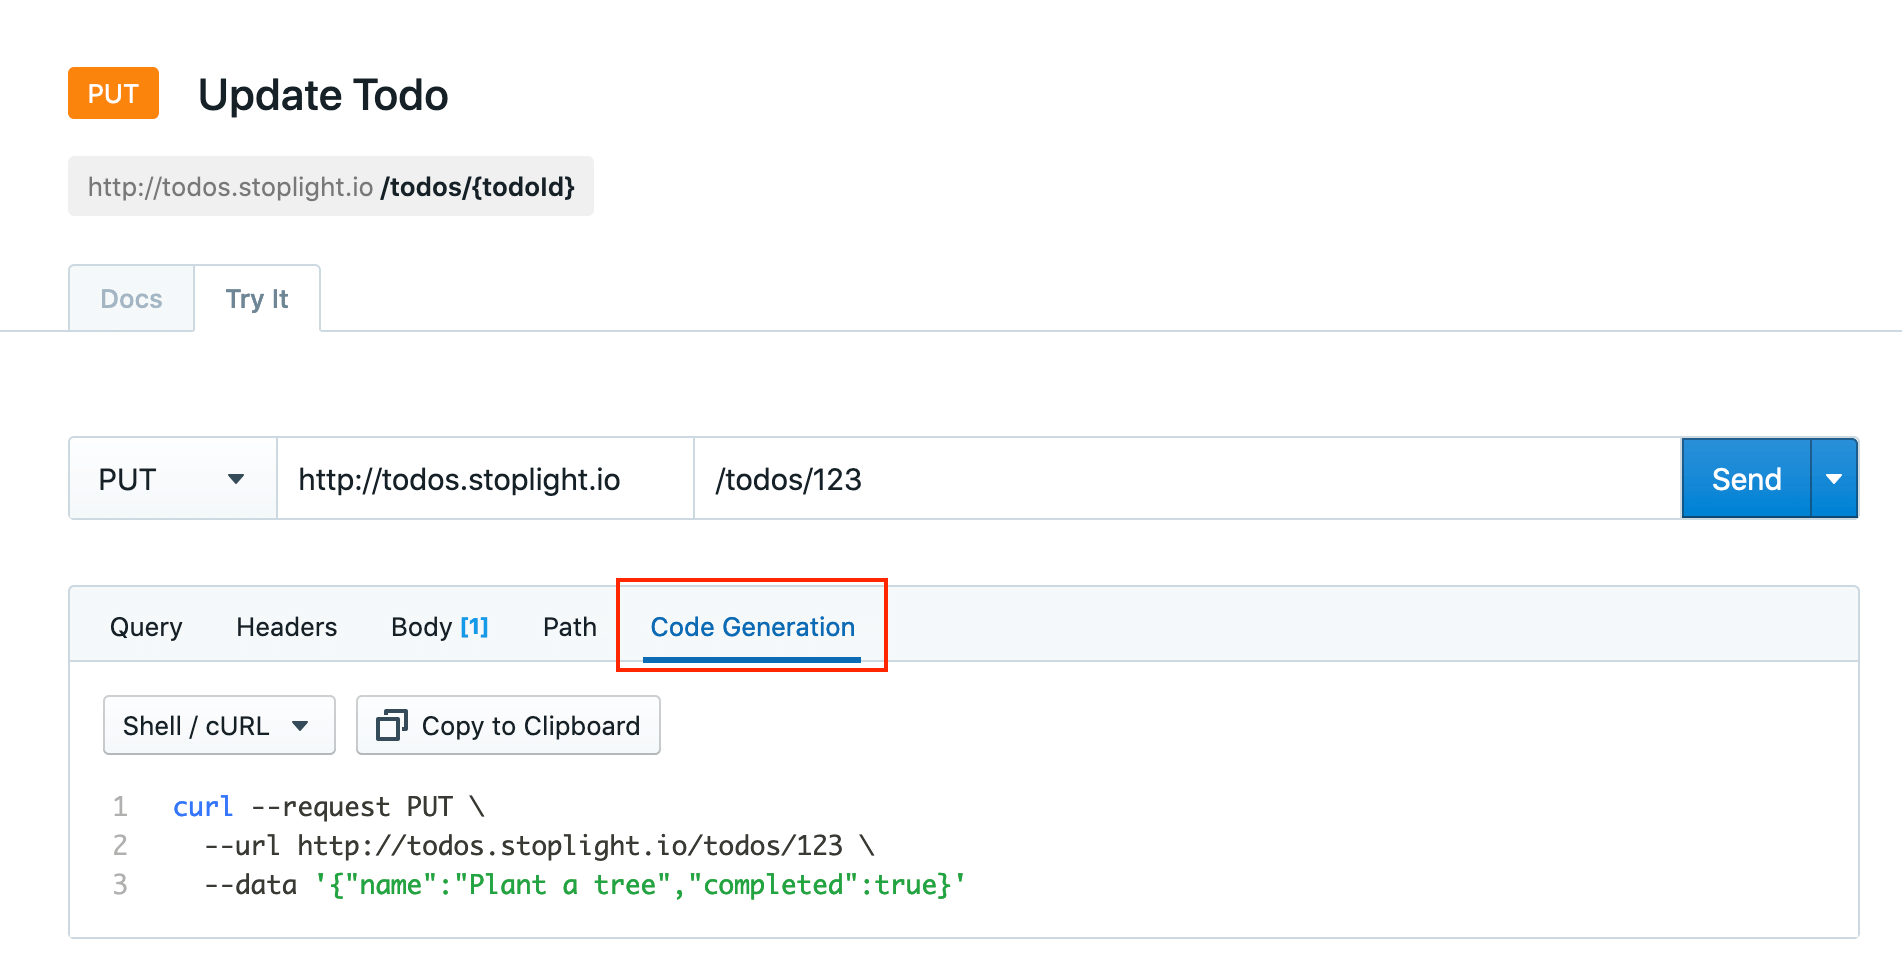 PUT Update Todo
http://todos.stoplight.io /todos/{todoId}
Docs Try It
PUT http://todos.stoplight.io /todos/123 Send
Query Headers Body [1] Path Code Generation
Shell / cURL Copy to Clipboard
1 curl --request PUT \
2 --url http://todos.stoplight.io/todos/123 \
3 --data '{"name":"Plant a tree","completed":true}'